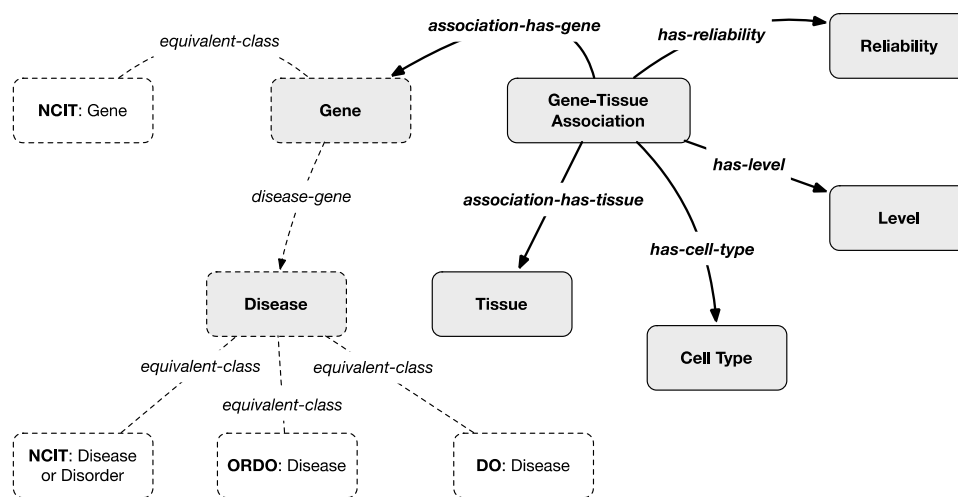 association-has-gene
equivalent-class
has-reliability
Reliability
NCIT: Gene
Gene
Gene-Tissue
Association
has-level
disease-gene
association-has-tissue
Level
has-cell-type
Disease
Tissue
Cell Type
equivalent-class
equivalent-class
equivalent-class
NCIT: Disease
or Disorder
ORDO: Disease
DO: Disease